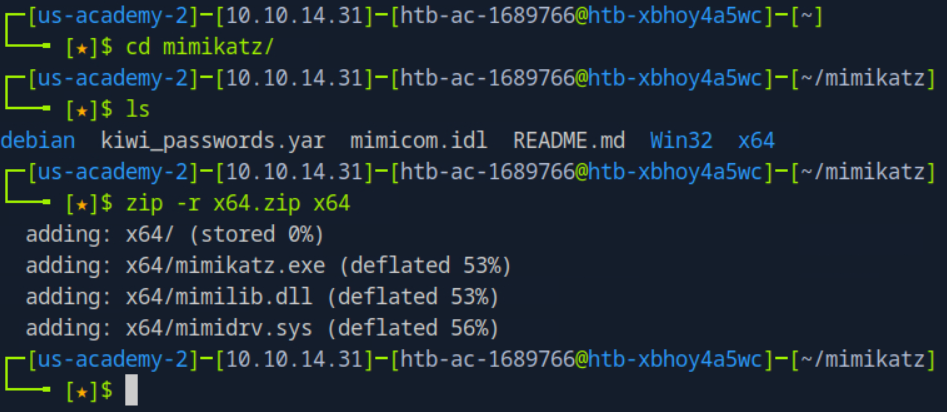 ┌─[us-academy-2]─[10.10.14.31]─[htb-ac-1689766@htb-xbhoy4a5wc]─[~]
└──╼ [★]$ cd mimikatz/
┌─[us-academy-2]─[10.10.14.31]─[htb-ac-1689766@htb-xbhoy4a5wc]─[~/mimikatz]
└──╼ [★]$ ls
debian  kiwi_passwords.yar  mimicom.idl  README.md  Win32  x64
┌─[us-academy-2]─[10.10.14.31]─[htb-ac-1689766@htb-xbhoy4a5wc]─[~/mimikatz]
└──╼ [★]$ zip -r x64.zip x64
  adding: x64/ (stored 0%)
  adding: x64/mimikatz.exe (deflated 53%)
  adding: x64/mimilib.dll (deflated 53%)
  adding: x64/mimidrv.sys (deflated 56%)
┌─[us-academy-2]─[10.10.14.31]─[htb-ac-1689766@htb-xbhoy4a5wc]─[~/mimikatz]
└──╼ [★]$